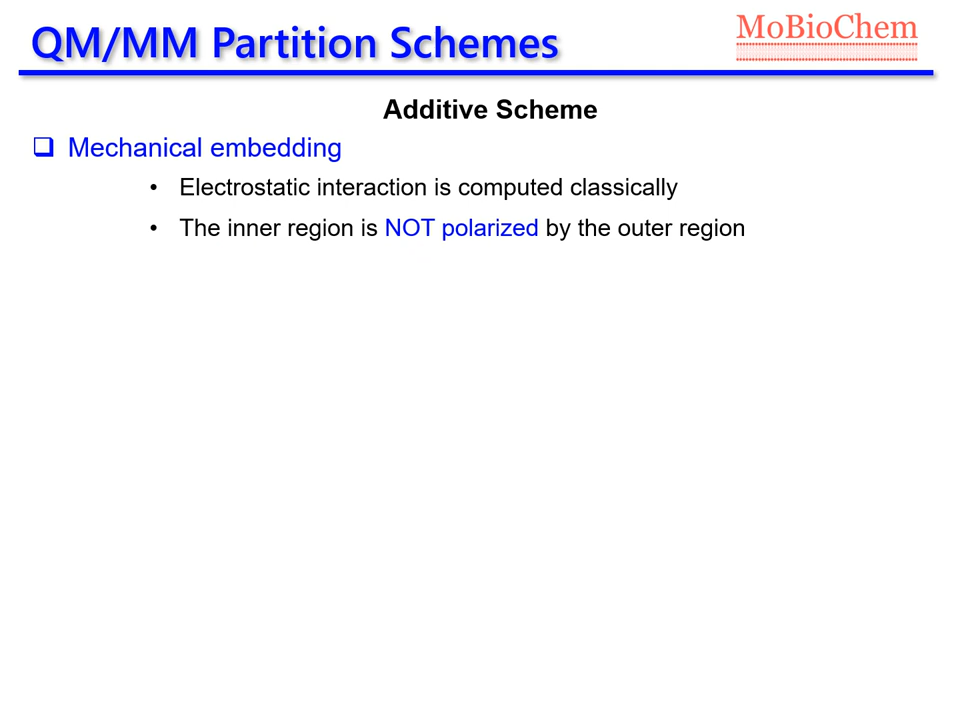 QM/MM Partition Schemes
MoBioChem
Additive Scheme
Mechanical embedding
• Electrostatic interaction is computed classically
• The inner region is NOT polarized by the outer region